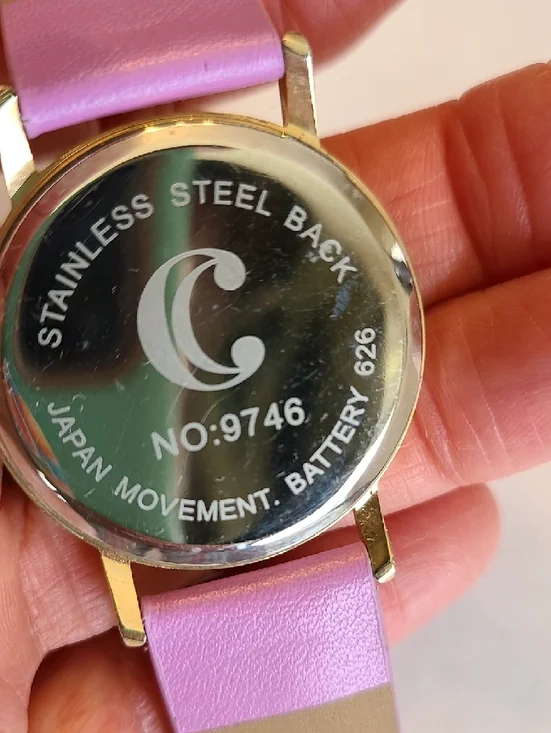 STAINLESS STEEL BACK
C
NO:9746
JAPAN MOVEMENT. BATTERY 626